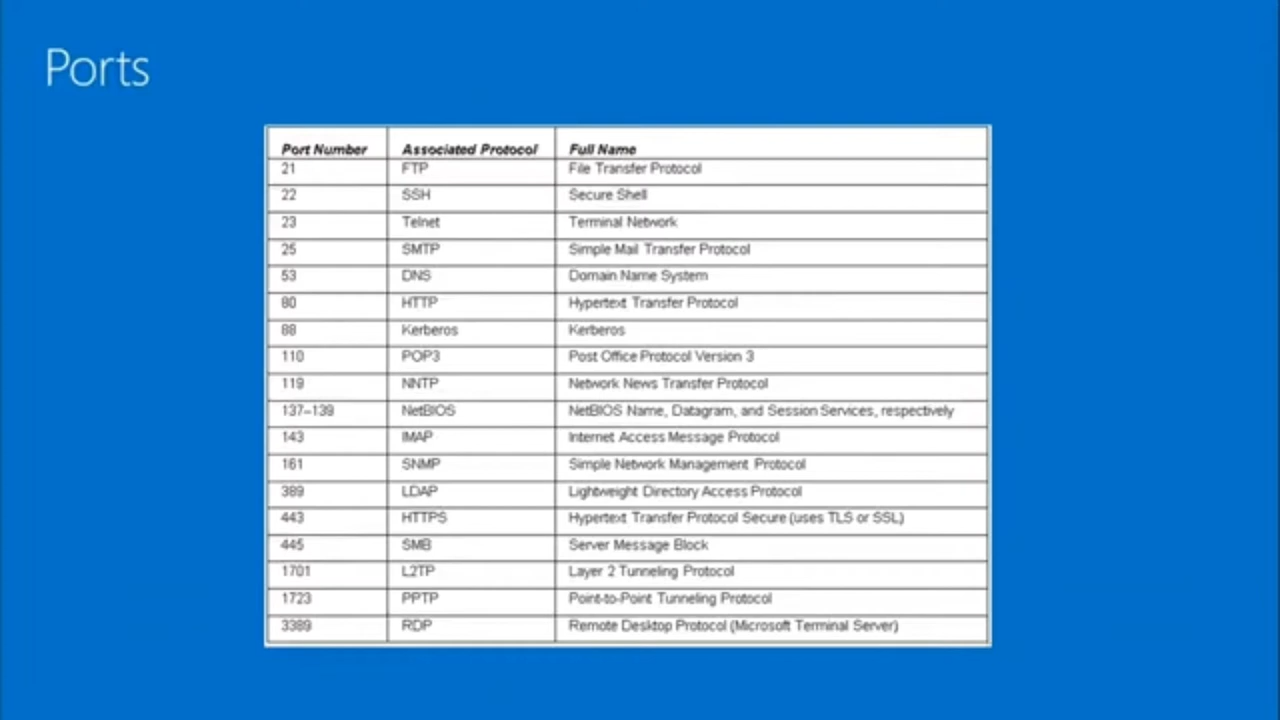 Ports
Port Number Associated Protocol Full Name
21 FTP File Transfer Protocol
22 SSH Secure Shell
23 Telnet Terminal Network
25 SMTP Simple Mail Transfer Protocol
53 DNS Domain Name System
80 HTTP Hypertext Transfer Protocol
88 Kerberos Kerberos
110 POP3 Post Office Protocol Version 3
119 NNTP Network News Transfer Protocol
137–139 NetBIOS NetBIOS Name, Datagram, and Session Services, respectively
143 IMAP Internet Access Message Protocol
161 SNMP Simple Network Management Protocol
389 LDAP Lightweight Directory Access Protocol
443 HTTPS Hypertext Transfer Protocol Secure (uses TLS or SSL)
445 SMB Server Message Block
1701 L2TP Layer 2 Tunneling Protocol
1723 PPTP Point-to-Point Tunneling Protocol
3389 RDP Remote Desktop Protocol (Microsoft Terminal Server)